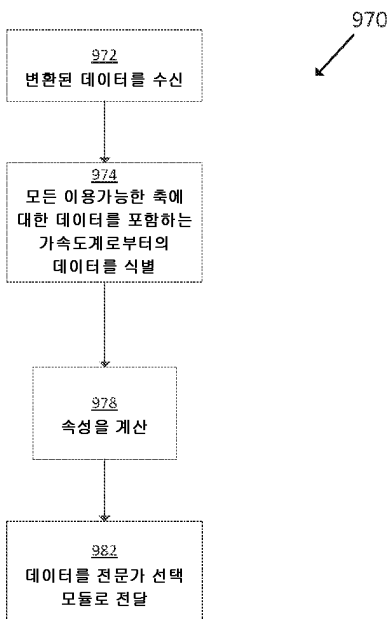 970
972
변환된 데이터를 수신
974
모든 이용가능한 축에
대한 데이터를 포함하는
가속도계로부터의
데이터를 식별
978
속성을 계산
982
데이터를 전문가 선택
모듈로 전달